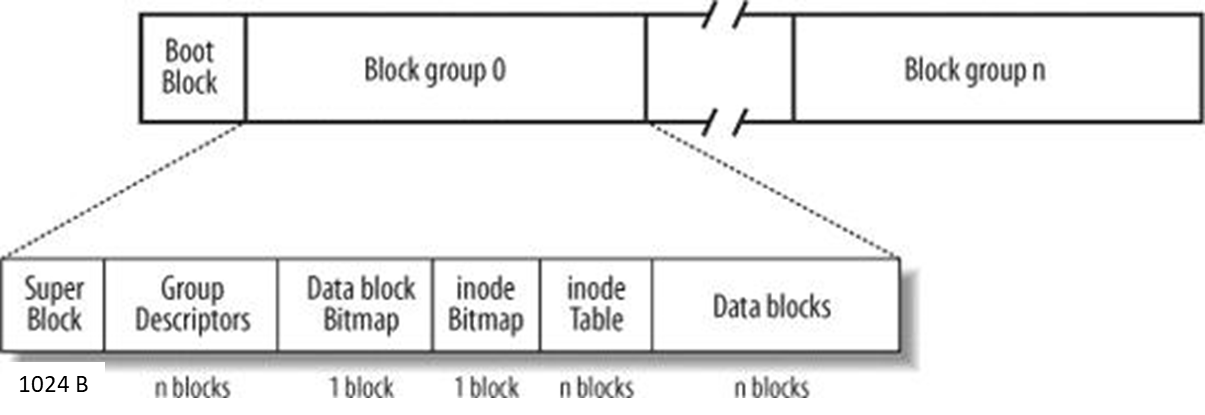 Boot
Block
Block group 0
Block group n
Super
Block
Group
Descriptors
Data block
Bitmap
inode
Bitmap
inode
Table
Data blocks
1024 B
n blocks
1 block
1 block
n blocks
n blocks